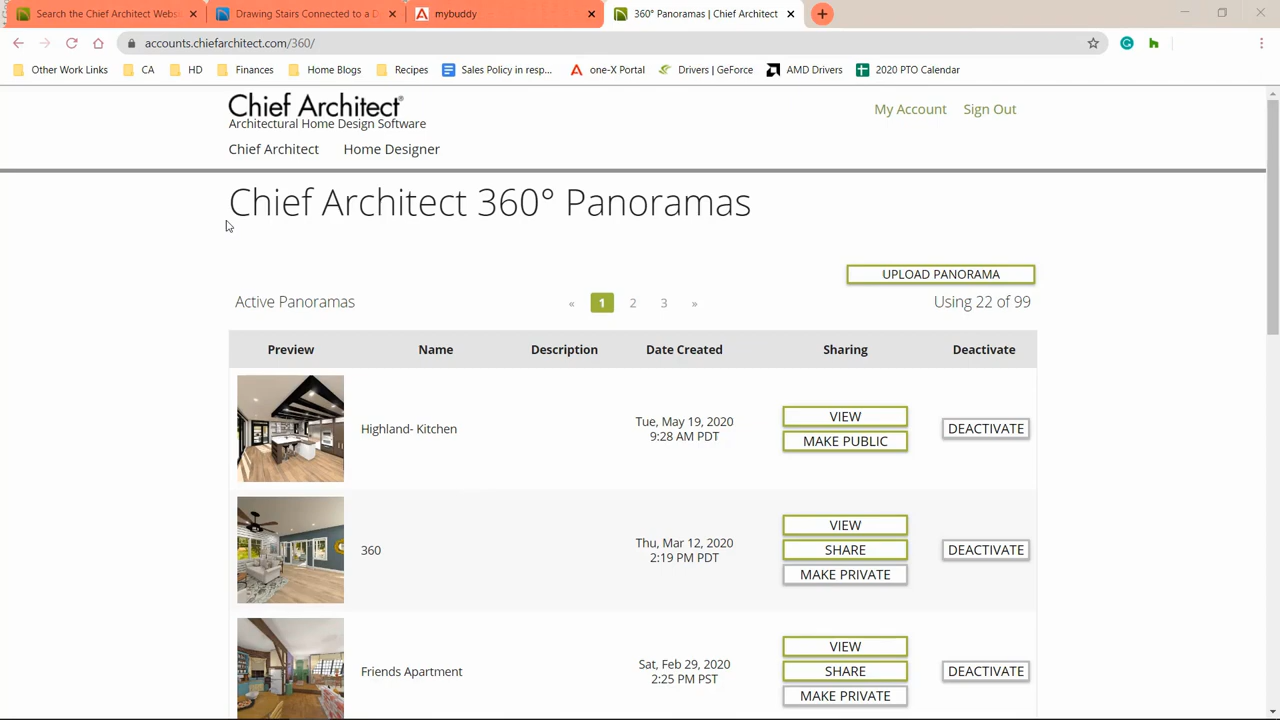 Search the Chief Architect Webs
Drawing Stairs Connected to a D
mybuddy
360° Panoramas | Chief Architect
accounts.chiefarchitect.com/360/
Other Work Links
CA
HD
Finances
Home Blogs
Recipes
Sales Policy in resp...
one-X Portal
Drivers | GeForce
AMD Drivers
2020 PTO Calendar
Chief Architect®
Architectural Home Design Software
My Account
Sign Out
Chief Architect
Home Designer
Chief Architect 360° Panoramas
UPLOAD PANORAMA
Active Panoramas
« 1 2 3 »
Using 22 of 99
Preview Name Description Date Created Sharing Deactivate
Highland- Kitchen
Tue, May 19, 2020
9:28 AM PDT
VIEW
MAKE PUBLIC
DEACTIVATE
360
Thu, Mar 12, 2020
2:19 PM PDT
VIEW
SHARE
MAKE PRIVATE
DEACTIVATE
Friends Apartment
Sat, Feb 29, 2020
2:25 PM PST
VIEW
SHARE
MAKE PRIVATE
DEACTIVATE